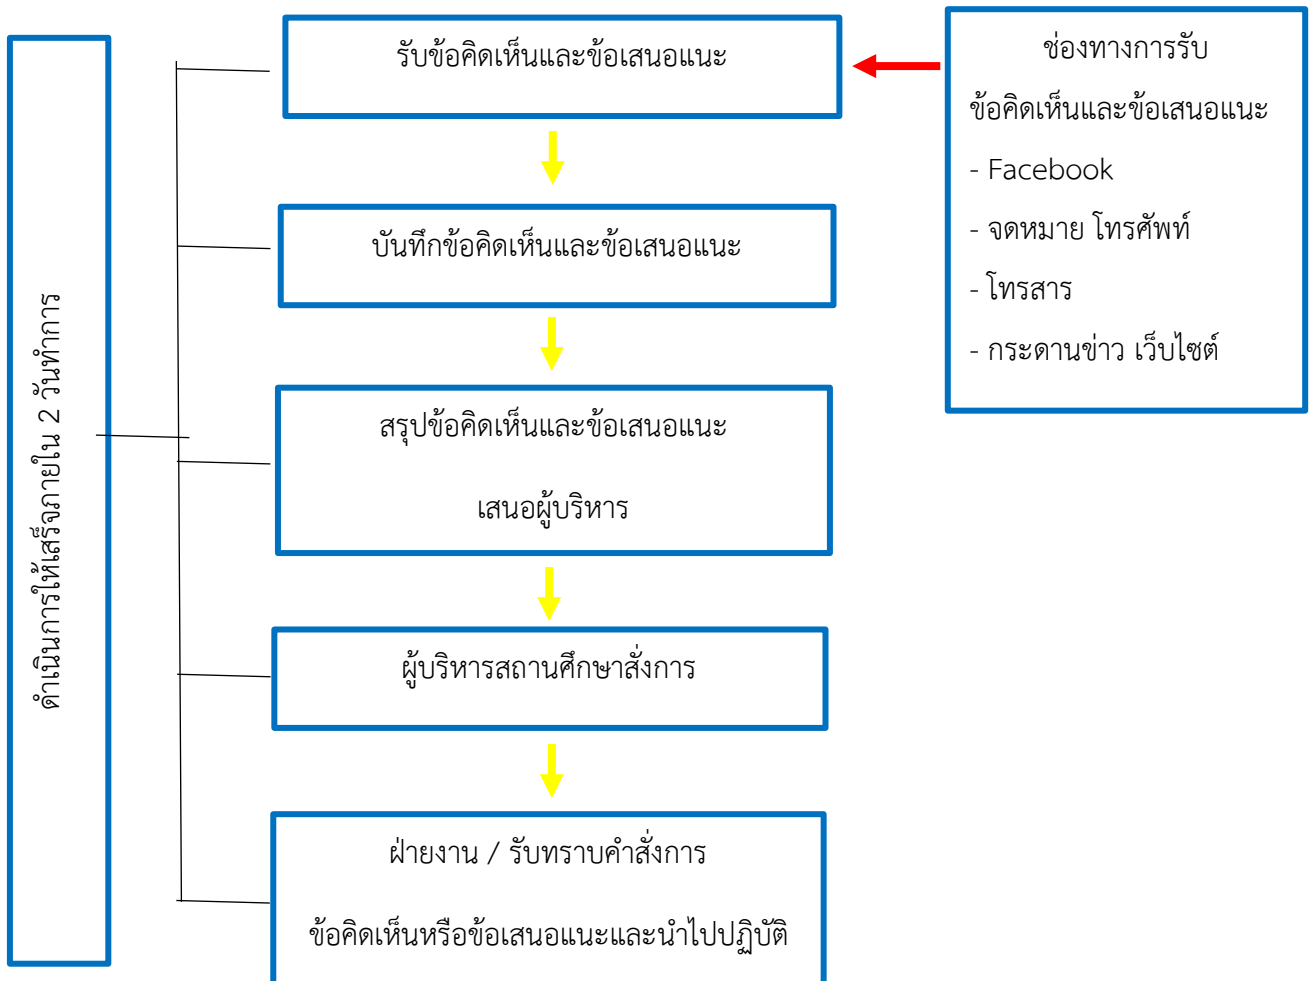 ดำเนินการให้เสร็จภายใน 2 วันทำการ
รับข้อคิดเห็นและข้อเสนอแนะ
บันทึกข้อคิดเห็นและข้อเสนอแนะ
สรุปข้อคิดเห็นและข้อเสนอแนะ
เสนอผู้บริหาร
ผู้บริหารสถานศึกษาสั่งการ
ฝ่ายงาน / รับทราบคำสั่งการ
ข้อคิดเห็นหรือข้อเสนอแนะและนำไปปฏิบัติ
ช่องทางการรับ
ข้อคิดเห็นและข้อเสนอแนะ
- Facebook
- จดหมาย โทรศัพท์
- โทรสาร
- กระดานข่าว เว็บไซต์